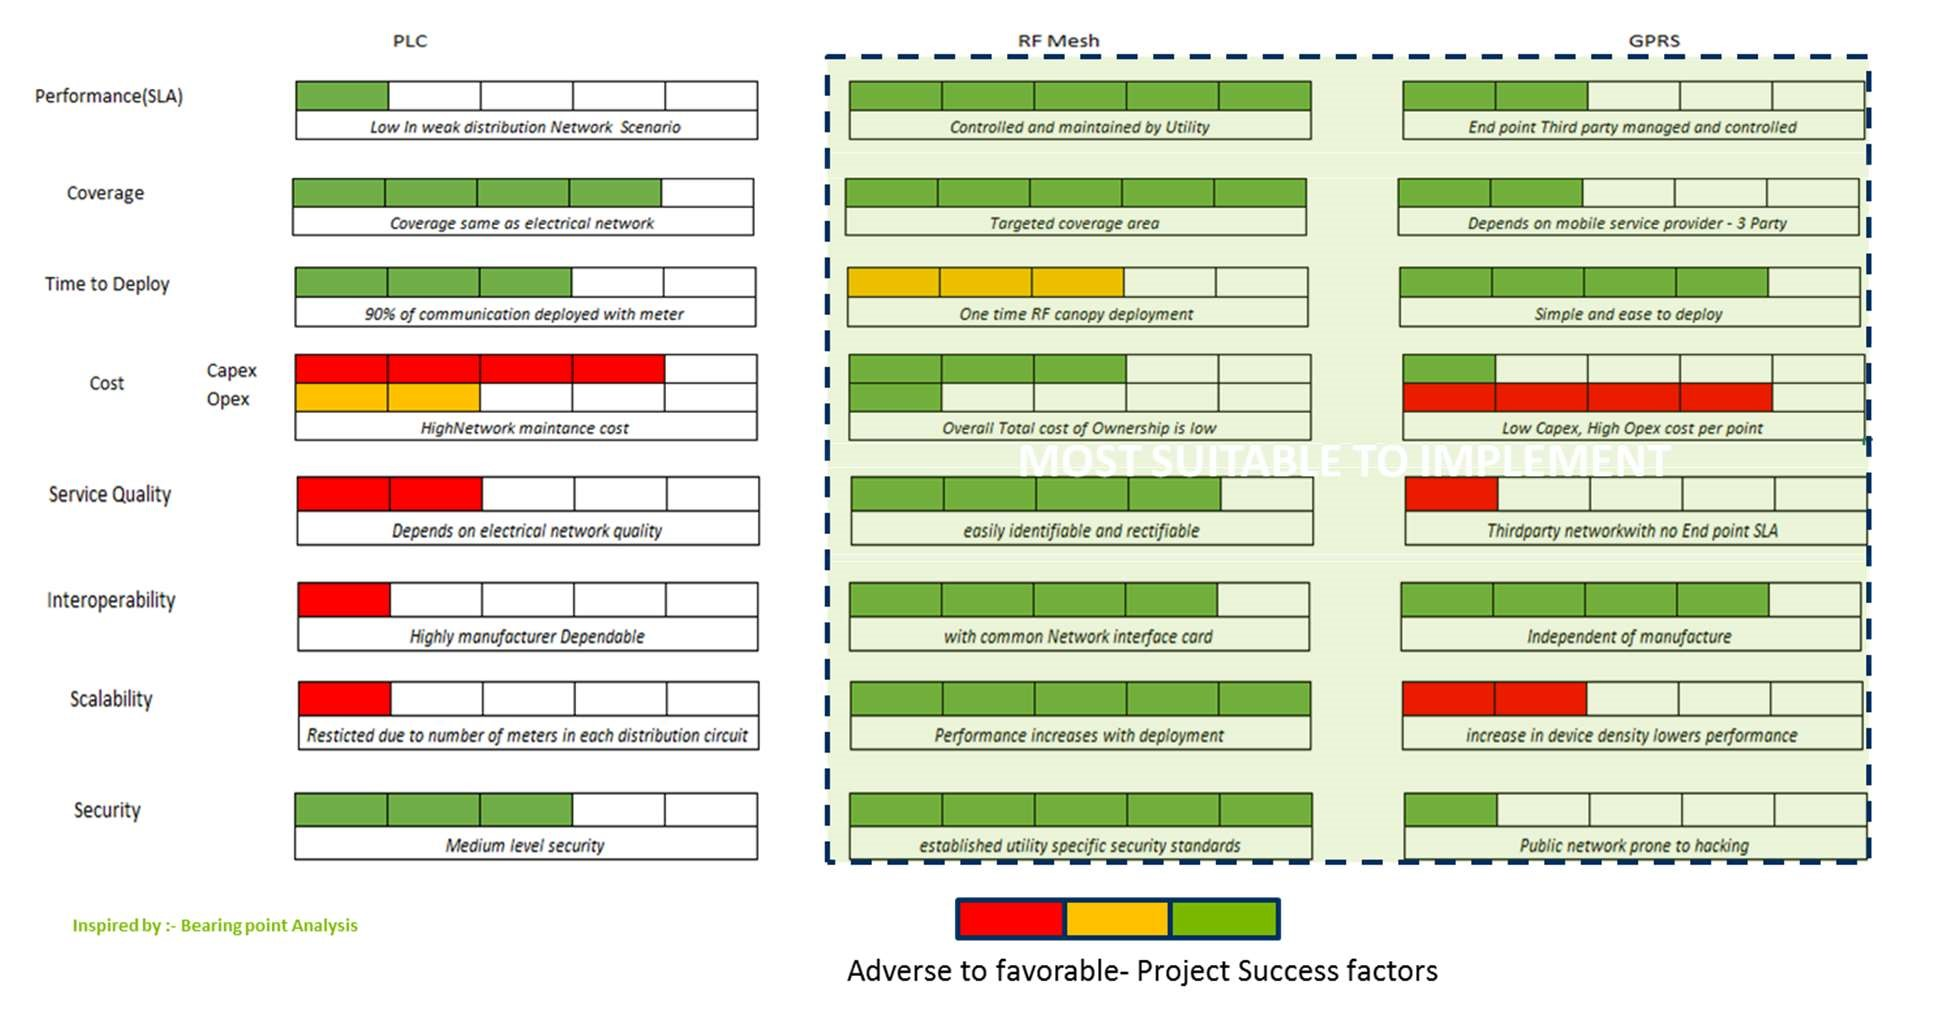 PLC RF Mesh GPRS
Performance(SLA)
Low In weak distribution Network Scenario
Controlled and maintained by Utility
End point Third party managed and controlled
Coverage
Coverage same as electrical network
Targeted coverage area
Depends on mobile service provider - 3 Party
Time to Deploy
90% of communication deployed with meter
One time RF canopy deployment
Simple and ease to deploy
Cost
Capex
Opex
HighNetwork maintance cost
Overall Total cost of Ownership is low
Low Capex, High Opex cost per point
MOST SUITABLE TO IMPLEMENT
Service Quality
Depends on electrical network quality
easily identifiable and rectifiable
Thirdparty networkwith no End point SLA
Interoperability
Highly manufacturer Dependable
with common Network interface card
Independent of manufacture
Scalability
Resticted due to number of meters in each distribution circuit
Performance increases with deployment
increase in device density lowers performance
Security
Medium level security
established utility specific security standards
Public network prone to hacking
Inspired by :- Bearing point Analysis
Adverse to favorable- Project Success factors